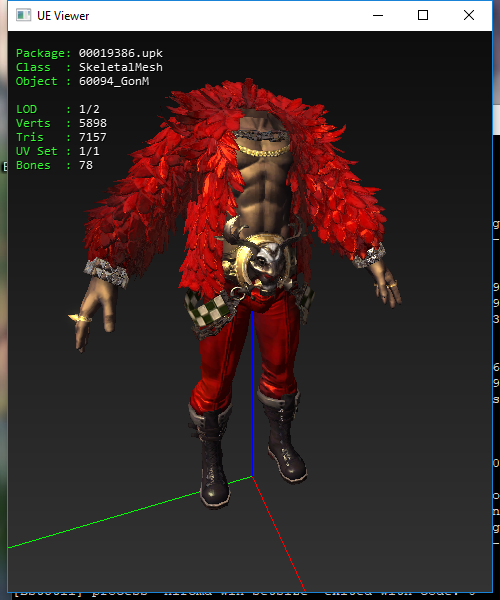 UE Viewer
Package: 00019386.upk
Class : SkeletalMesh
Object : 60094_GonM
LOD : 1/2
Verts : 5898
Tris : 7157
UV Set : 1/1
Bones : 78